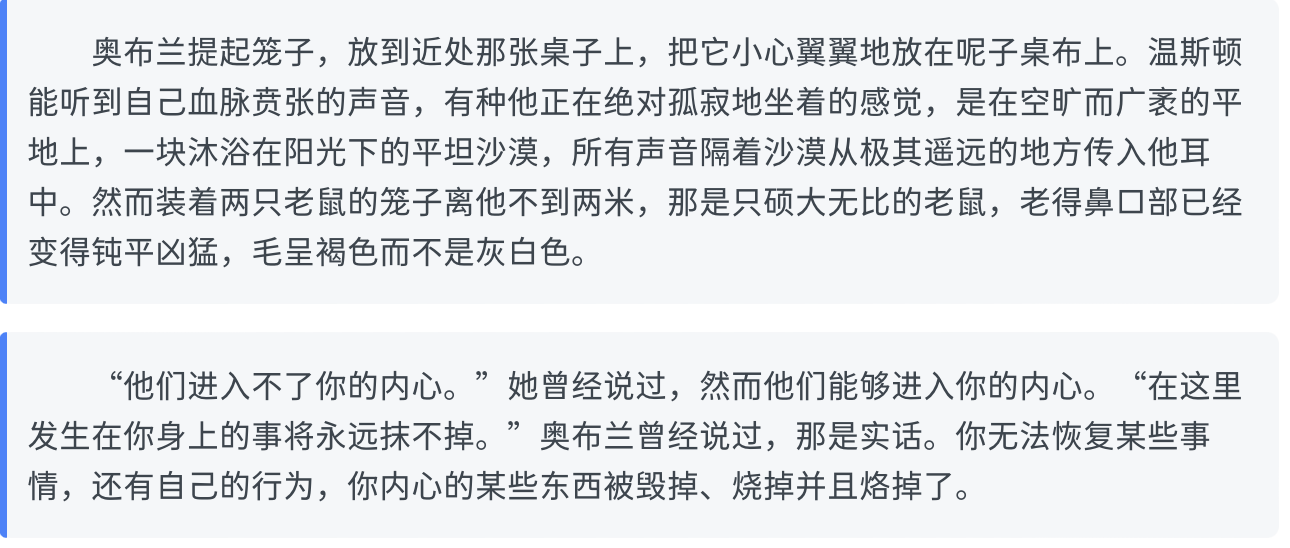 奥布兰提起笼子，放到近处那张桌子上，把它小心翼翼地放在呢子桌布上。温斯顿
能听到自己血脉贲张的声音，有种他正在绝对孤寂地坐着的感觉，是在空旷而广袤的平
地上，一块沐浴在阳光下的平坦沙漠，所有声音隔着沙漠从极其遥远的地方传入他耳
中。然而装着两只老鼠的笼子离他不到两米，那是只硕大无比的老鼠，老得鼻口部已经
变得钝平凶猛，毛呈褐色而不是灰白色。
“他们进入不了你的内心。”她曾经说过，然而他们能够进入你的内心。“在这里
发生在你身上的事将永远抹不掉。”奥布兰曾经说过，那是实话。你无法恢复某些事
情，还有自己的行为，你内心的某些东西被毁掉、烧掉并且烙掉了。